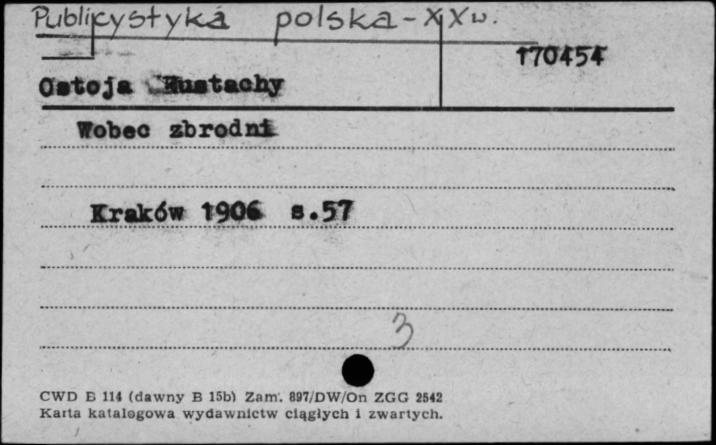 Publicystyka polska - XXw.
170454
Ostoja Eustachy
Wobec zbrodni
Kraków 1906 s.57
3
CWD B 114 (dawny B 15b) Zam. 897/DW/On ZGG 2542
Karta katalogowa wydawnictw ciągłych i zwartych.